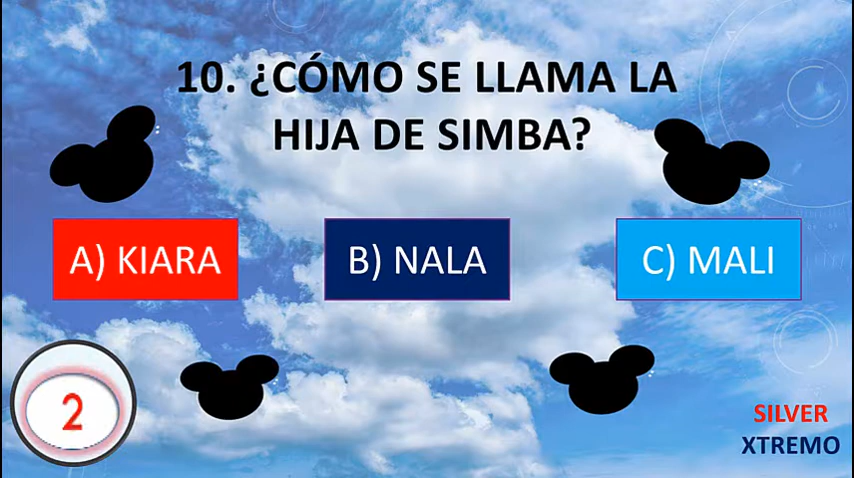 10. ¿CÓMO SE LLAMA LA
HIJA DE SIMBA?
A) KIARA
B) NALA
C) MALI
2
SILVER
XTREMO